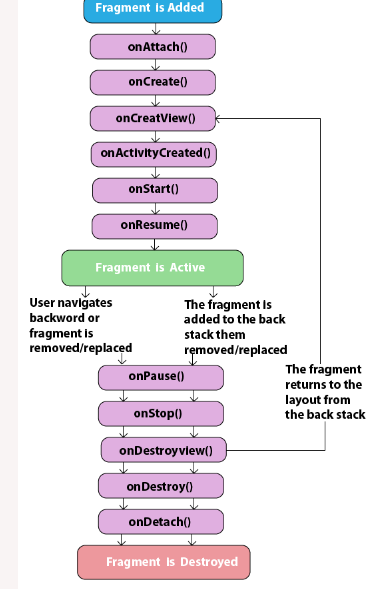 Fragment is Added
onAttach()
onCreate()
onCreatView()
onActivityCreated()
onStart()
onResume()
Fragment is Active
User navigates
backword or
fragment is
removed/replaced
The fragment is
added to the back
stack them
removed/replaced
The fragment
returns to the
layout from
the back stack
onPause()
onStop()
onDestroyview()
onDestroy()
onDetach()
Fragment is Destroyed